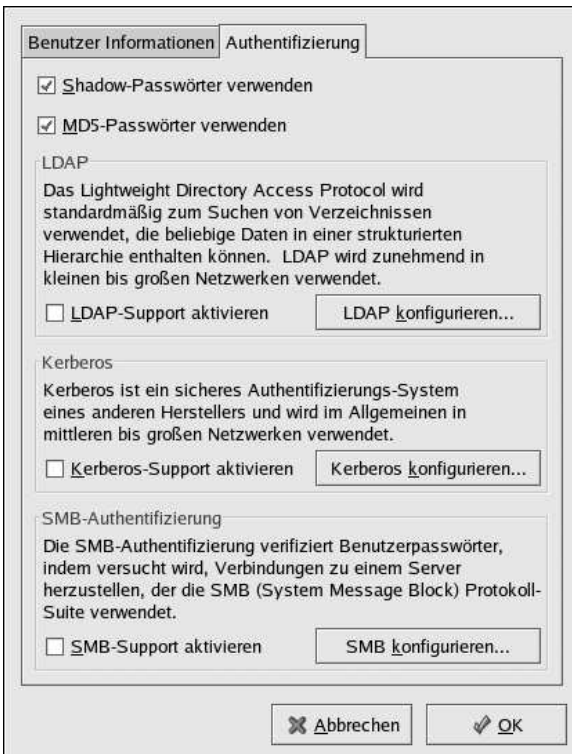 Benutzer Informationen Authentifizierung
Shadow-Passwörter verwenden
MD5-Passwörter verwenden
LDAP
Das Lightweight Directory Access Protocol wird
standardmäßig zum Suchen von Verzeichnissen
verwendet, die beliebige Daten in einer strukturierten
Hierarchie enthalten können. LDAP wird zunehmend in
kleinen bis großen Netzwerken verwendet.
LDAP-Support aktivieren LDAP konfigurieren...
Kerberos
Kerberos ist ein sicheres Authentifizierungs-System
eines anderen Herstellers und wird im Allgemeinen in
mittleren bis großen Netzwerken verwendet.
Kerberos-Support aktivieren Kerberos konfigurieren...
SMB-Authentifizierung
Die SMB-Authentifizierung verifiziert Benutzerpasswörter,
indem versucht wird, Verbindungen zu einem Server
herzustellen, der die SMB (System Message Block) Protokoll-
Suite verwendet.
SMB-Support aktivieren SMB konfigurieren...
Abbrechen OK